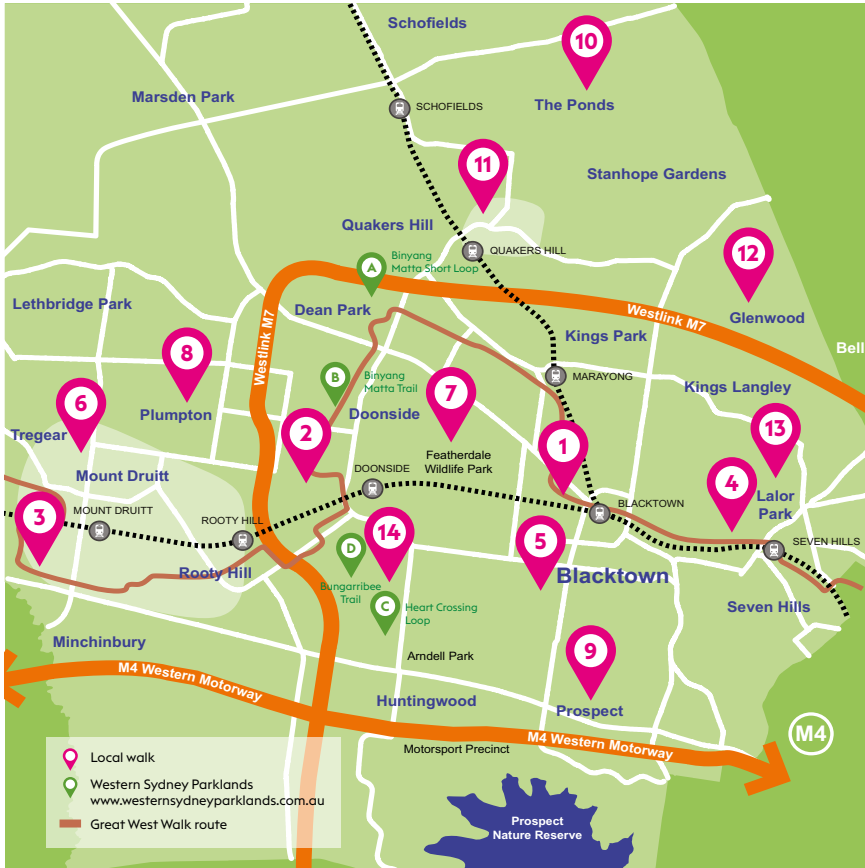 Schofields
10
Marsden Park
SCHOFIELDS
The Ponds
11
Stanhope Gardens
Quakers Hill
QUAKERS HILL
12
A
Binyang
Matta Short Loop
Lethbridge Park
Dean Park
Westlink M7
Glenwood
Westlink M7
Kings Park
Bell
8
B
Binyang
Matta Trail
MARAYONG
Kings Langley
6
Plumpton
7
Doonside
Tregear
2
1
13
Featherdale
Wildlife Park
Mount Druitt
DOONSIDE
4
Lalor
Park
3
MOUNT DRUITT
ROOTY HILL
BLACKTOWN
14
5
SEVEN HILLS
D
Rooty Hill
Bungarribee
Trail
Blacktown
C
Heart Crossing
Loop
Seven Hills
Minchinbury
9
Arndell Park
M4 Western Motorway
Huntingwood
Prospect
M4
M4 Western Motorway
Motorsport Precinct
Local walk
Western Sydney Parklands
www.westernsydneyparklands.com.au
Great West Walk route
Prospect
Nature Reserve